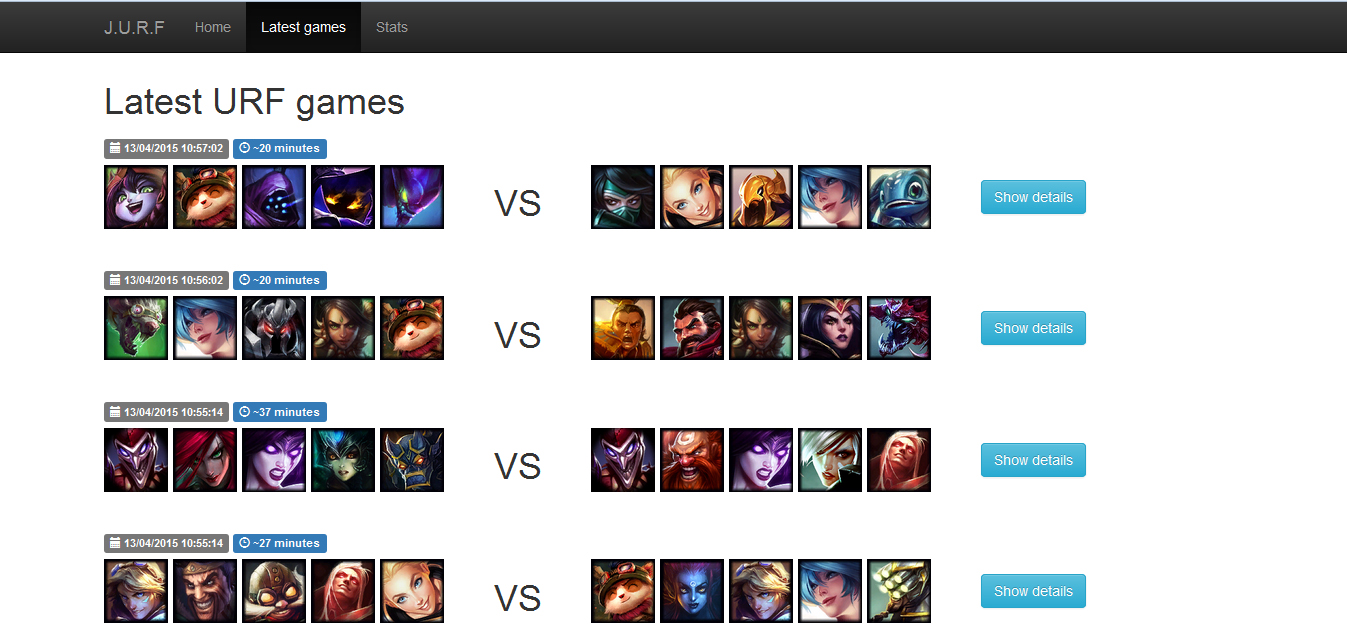 J.U.R.F Home Latest games Stats
Latest URF games
13/04/2015 10:57:02 ~20 minutes
VS
Show details
13/04/2015 10:56:02 ~20 minutes
VS
Show details
13/04/2015 10:55:14 ~37 minutes
VS
Show details
13/04/2015 10:55:14 ~27 minutes
VS
Show details